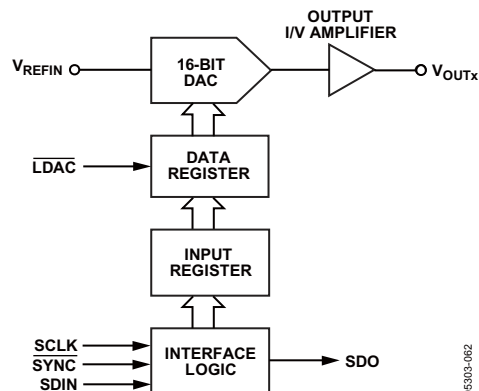 OUTPUT
I/V AMPLIFIER
VREFIN
16-BIT
DAC
VOUTx
LDAC
DATA
REGISTER
INPUT
REGISTER
SCLK
SYNC
SDIN
INTERFACE
LOGIC
SDO
05303-062